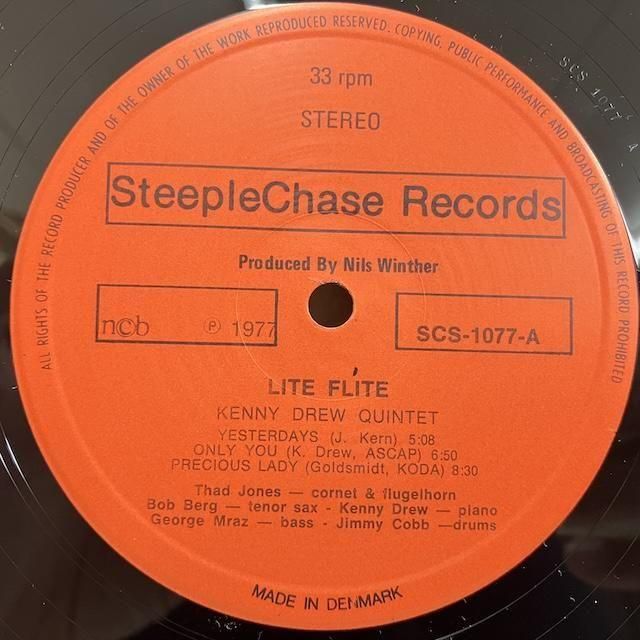 ALL RIGHTS OF THE RECORD PRODUCER AND OF THE OWNER OF THE WORK REPRODUCED RESERVED. COPYING, PUBLIC PERFORMANCE AND BROADCASTING OF THIS RECORD PROHIBITED
SCS 1077 A
33 rpm
STEREO
SteepleChase Records
Produced By Nils Winther
n©b ℗ 1977
SCS-1077-A
LITE FLITE
KENNY DREW QUINTET
YESTERDAYS (J. Kern) 5:08
ONLY YOU (K. Drew, ASCAP) 6:50
PRECIOUS LADY (Goldsmidt, KODA) 8:30
Thad Jones — cornet & flugelhorn
Bob Berg — tenor sax - Kenny Drew — piano
George Mraz — bass - Jimmy Cobb —drums
MADE IN DENMARK